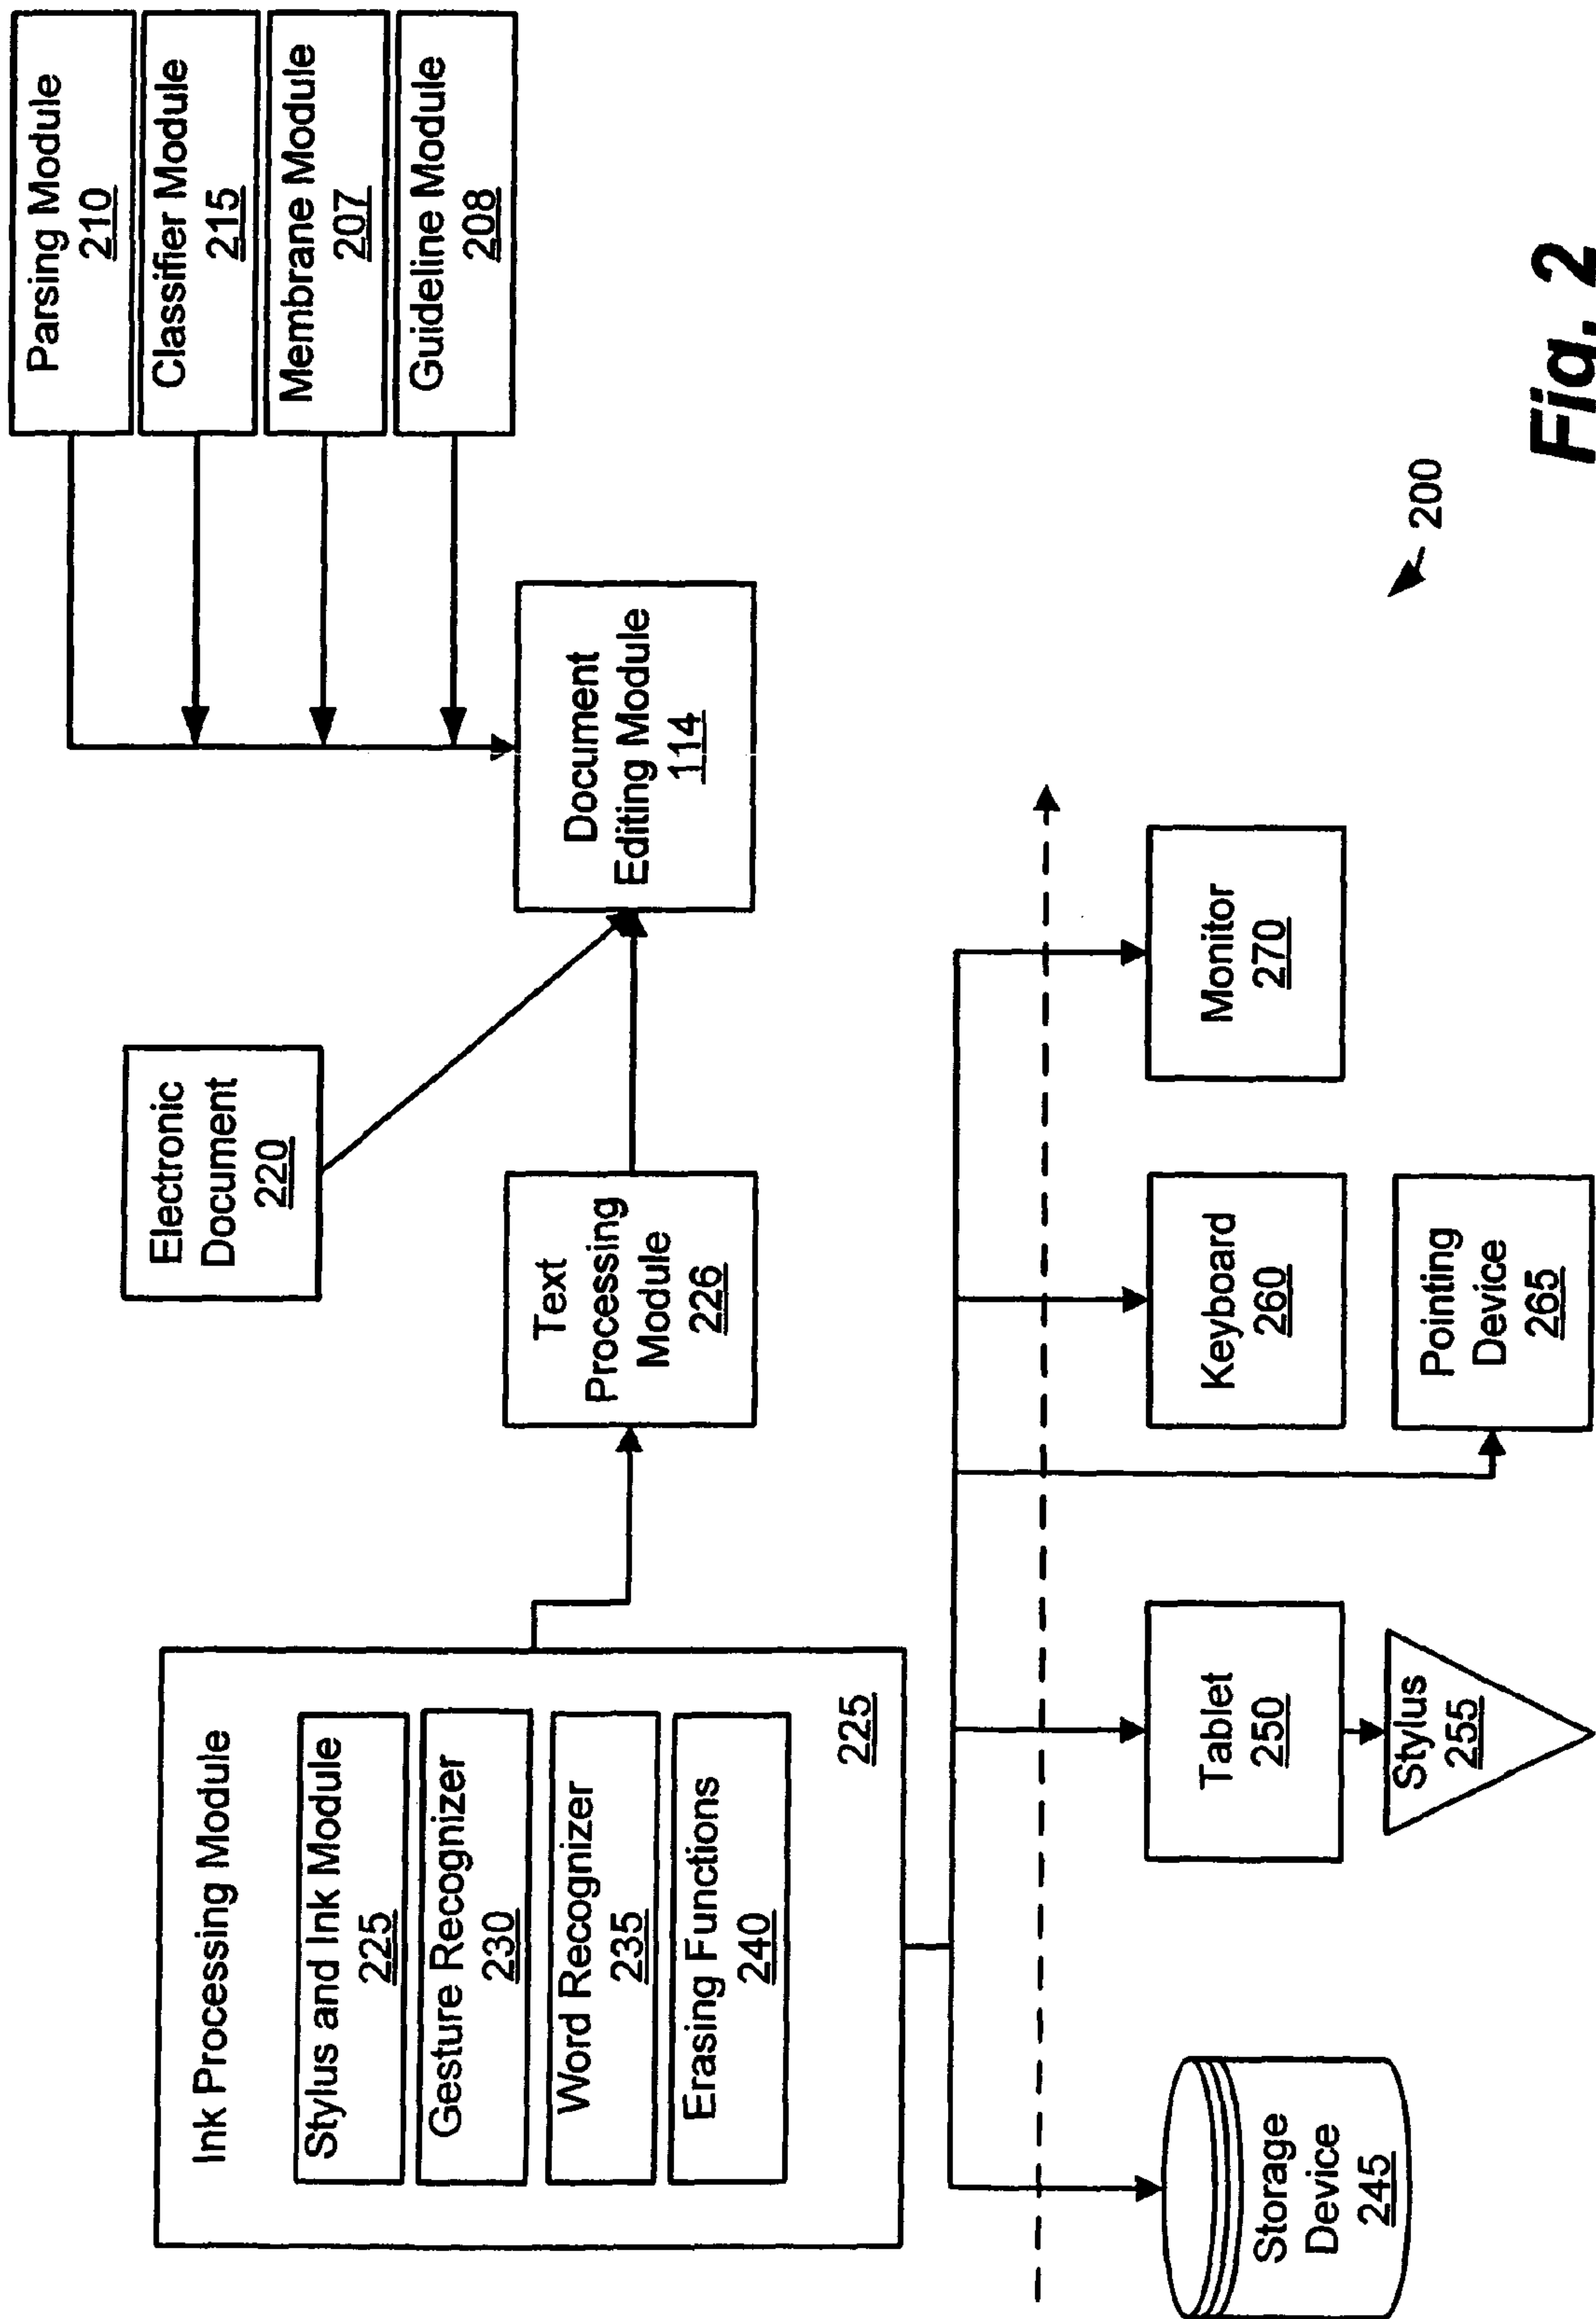 Parsing Module
210
Classifier Module
215
Membrane Module
207
Guideline Module
208
Electronic
Document
220
Document
Editing Module
114
Text
Processing
Module
226
Ink Processing Module
Stylus and Ink Module
225
Gesture Recognizer
230
Word Recognizer
235
Erasing Functions
240
225
Storage
Device
245
Tablet
250
Stylus
255
Keyboard
260
Pointing
Device
265
Monitor
270
200
Fig. 2